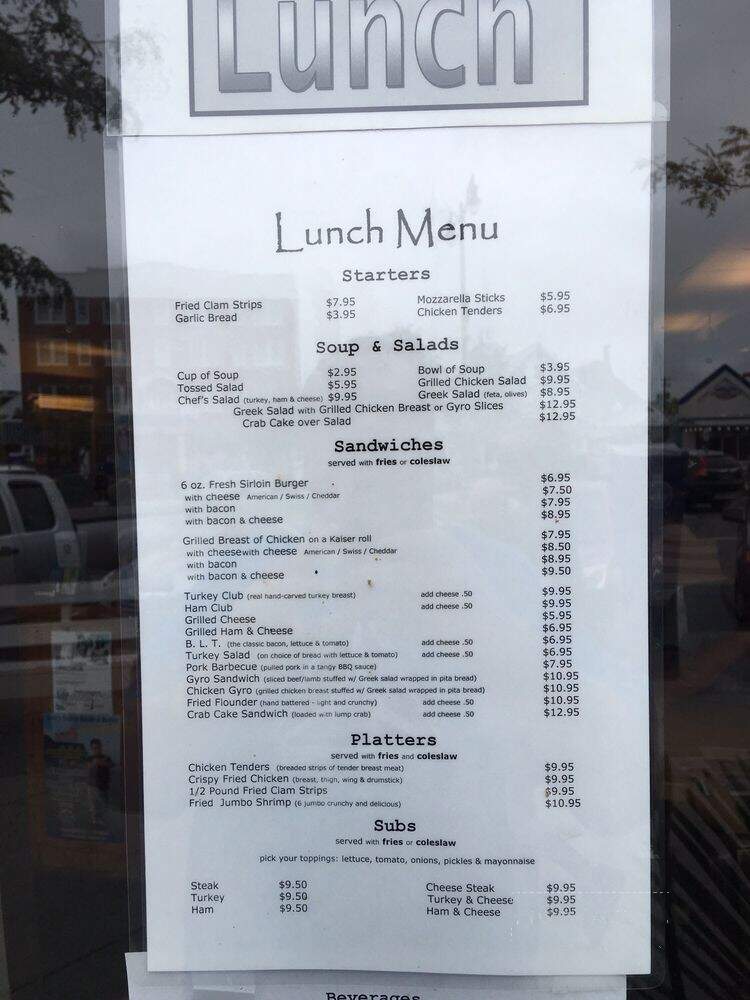 Lunch
Lunch Menu
Starters
Fried Clam Strips $7.95 Mozzarella Sticks $5.95
Garlic Bread $3.95 Chicken Tenders $6.95
Soup & Salads
Cup of Soup $2.95 Bowl of Soup $3.95
Tossed Salad $5.95 Grilled Chicken Salad $9.95
Chef's Salad (turkey, ham & cheese) $9.95 Greek Salad (feta, olives) $8.95
Greek Salad with Grilled Chicken Breast or Gyro Slices $12.95
Crab Cake over Salad $12.95
Sandwiches
served with fries or coleslaw
6 oz. Fresh Sirloin Burger $6.95
with cheese American / Swiss / Cheddar $7.50
with bacon $7.95
with bacon & cheese $8.95
Grilled Breast of Chicken on a Kaiser roll $7.95
with cheesewith cheese American / Swiss / Cheddar $8.50
with bacon $8.95
with bacon & cheese $9.50
Turkey Club (real hand-carved turkey breast) add cheese .50 $9.95
Ham Club add cheese .50 $9.95
Grilled Cheese $5.95
Grilled Ham & Cheese $6.95
B. L. T. (the classic bacon, lettuce & tomato) add cheese .50 $6.95
Turkey Salad (on choice of bread with lettuce & tomato) add cheese .50 $6.95
Pork Barbecue (pulled pork in a tangy BBQ sauce) $7.95
Gyro Sandwich (sliced beef/lamb stuffed w/ Greek salad wrapped in pita bread) $10.95
Chicken Gyro (grilled chicken breast stuffed w/ Greek salad wrapped in pita bread) $10.95
Fried Flounder (hand battered - light and crunchy) add cheese .50 $10.95
Crab Cake Sandwich (loaded with lump crab) add cheese .50 $12.95
Platters
served with fries and coleslaw
Chicken Tenders (breaded strips of tender breast meat) $9.95
Crispy Fried Chicken (breast, thigh, wing & drumstick) $9.95
1/2 Pound Fried Clam Strips $9.95
Fried Jumbo Shrimp (6 jumbo crunchy and delicious) $10.95
Subs
served with fries or coleslaw
pick your toppings: lettuce, tomato, onions, pickles & mayonnaise
Steak $9.50 Cheese Steak $9.95
Turkey $9.50 Turkey & Cheese $9.95
Ham $9.50 Ham & Cheese $9.95
Beverages